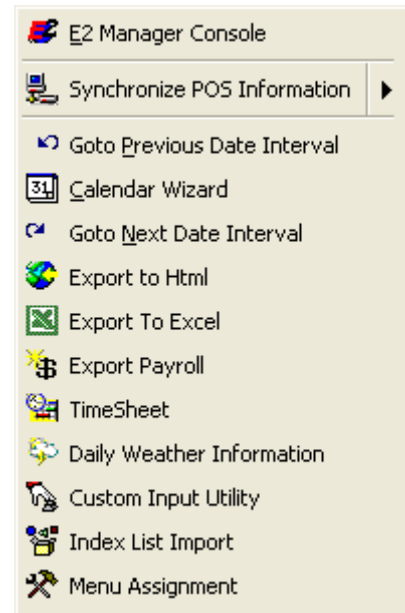 E2 Manager Console
Synchronize POS Information
Goto Previous Date Interval
31 Calendar Wizard
Goto Next Date Interval
Export to Html
Export To Excel
Export Payroll
TimeSheet
Daily Weather Information
Custom Input Utility
Index List Import
Menu Assignment